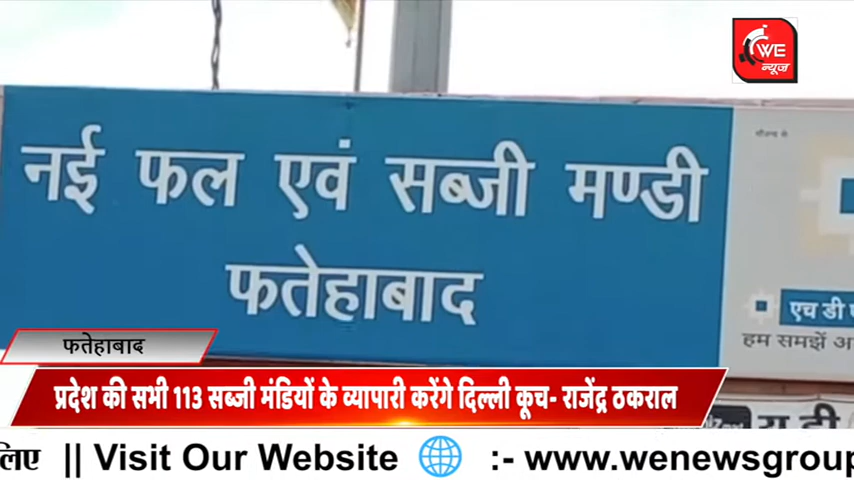 WE
न्यूज़
सौजन्य से
नई फल एवं सब्जी मण्डी
फतेहाबाद
एच डी
हम समझें
फतेहाबाद
प्रदेश की सभी 113 सब्जी मंडियों के व्यापारी करेंगे दिल्ली कूच- राजेंद्र ठकराल
लिए || Visit Our Website :- www.wenewsgroup